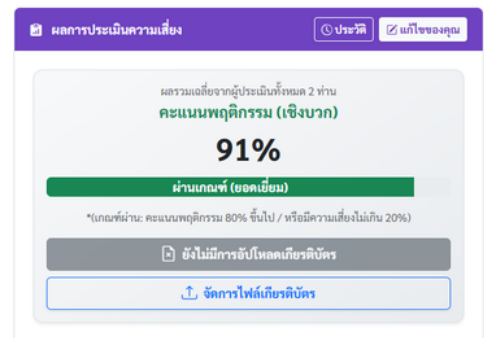 ผลการประเมินความเสี่ยง
ประวัติ
แก้ไขของคุณ
ผลรวมเฉลี่ยจากผู้ประเมินทั้งหมด 2 ท่าน
คะแนนพฤติกรรม (เชิงบวก)
91%
ผ่านเกณฑ์ (ยอดเยี่ยม)
*(เกณฑ์ผ่าน: คะแนนพฤติกรรม 80% ขึ้นไป / หรือมีความเสี่ยงไม่เกิน 20%)
ยังไม่มีการอัปโหลดเกียรติบัตร
จัดการไฟล์เกียรติบัตร